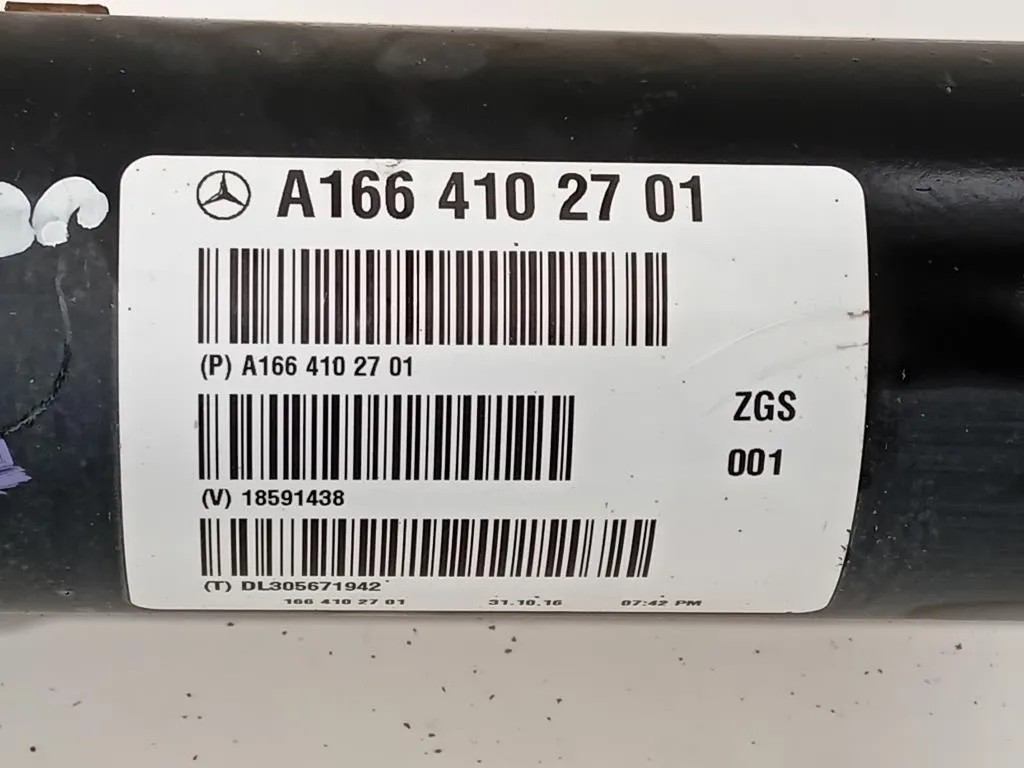 A166 410 27 01
(P) A166 410 27 01
ZGS
001
(V) 18591438
(T) DL305671942
166 410 27 01 31.10.16 07:42 PM